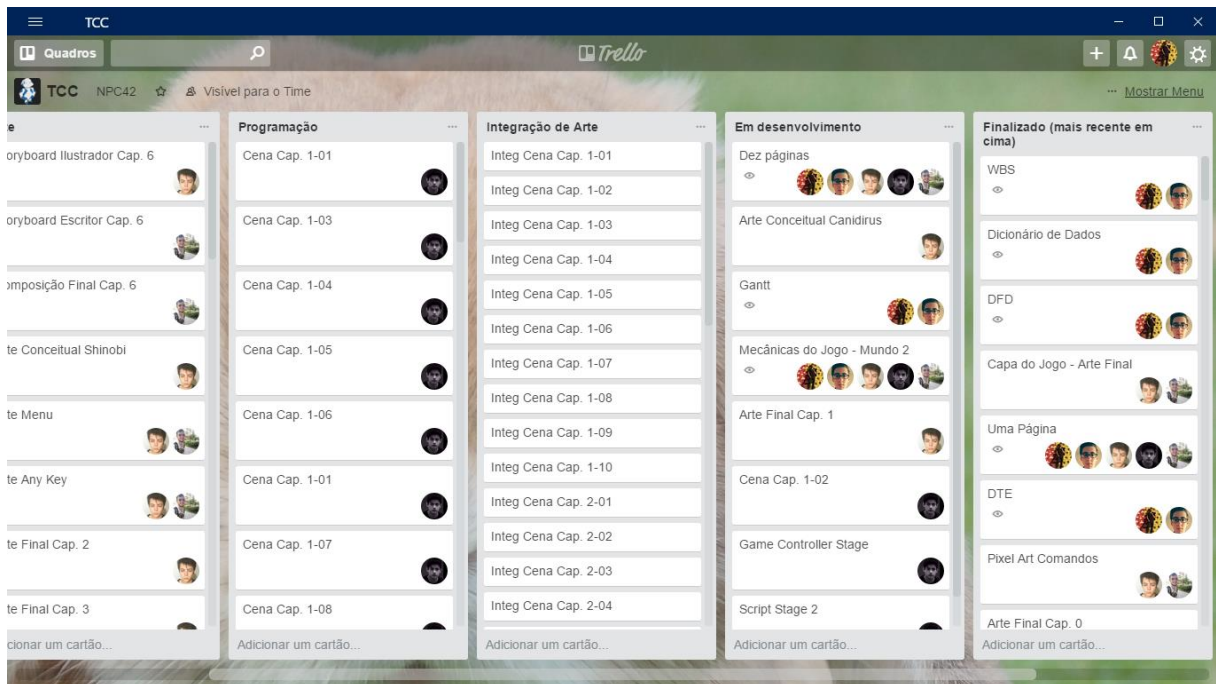 TCC
Quadros
Trello
TCC NPC42 Visível para o Time
Mostrar Menu
e
oryboard Ilustrador Cap. 6
oryboard Escritor Cap. 6
omposição Final Cap. 6
te Conceitual Shinobi
te Menu
te Any Key
te Final Cap. 2
te Final Cap. 3
cionar um cartão...
Programação
Cena Cap. 1-01
Cena Cap. 1-03
Cena Cap. 1-04
Cena Cap. 1-05
Cena Cap. 1-06
Cena Cap. 1-01
Cena Cap. 1-07
Cena Cap. 1-08
Adicionar um cartão...
Integração de Arte
Integ Cena Cap. 1-01
Integ Cena Cap. 1-02
Integ Cena Cap. 1-03
Integ Cena Cap. 1-04
Integ Cena Cap. 1-05
Integ Cena Cap. 1-06
Integ Cena Cap. 1-07
Integ Cena Cap. 1-08
Integ Cena Cap. 1-09
Integ Cena Cap. 1-10
Integ Cena Cap. 2-01
Integ Cena Cap. 2-02
Integ Cena Cap. 2-03
Integ Cena Cap. 2-04
Adicionar um cartão...
Em desenvolvimento
Dez páginas
Arte Conceitual Canidirus
Gantt
Mecânicas do Jogo - Mundo 2
Arte Final Cap. 1
Cena Cap. 1-02
Game Controller Stage
Script Stage 2
Adicionar um cartão...
Finalizado (mais recente em
cima)
WBS
Dicionário de Dados
DFD
Capa do Jogo - Arte Final
Uma Página
DTE
Pixel Art Comandos
Arte Final Cap. 0
Adicionar um cartão...